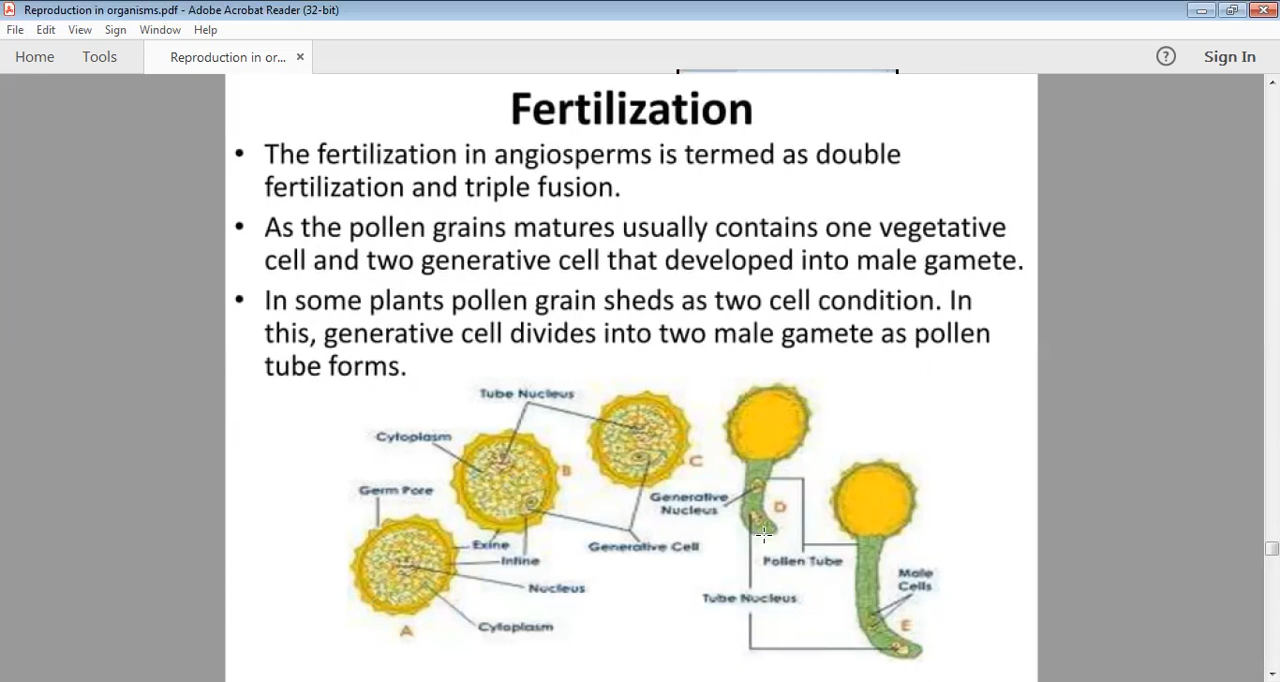 Reproduction in organisms.pdf - Adobe Acrobat Reader (32-bit)
File Edit View Sign Window Help
Home Tools Reproduction in or... × ? Sign In
Fertilization
• The fertilization in angiosperms is termed as double
fertilization and triple fusion.
• As the pollen grains matures usually contains one vegetative
cell and two generative cell that developed into male gamete.
• In some plants pollen grain sheds as two cell condition. In
this, generative cell divides into two male gamete as pollen
tube forms.
Tube Nucleus
Cytoplasm
B
C
Germ Pore
Generative
Nucleus
D
Exine
Generative Cell
Intine
Pollen Tube
Nucleus
Male
Cells
Tube Nucleus
A
Cytoplasm
E